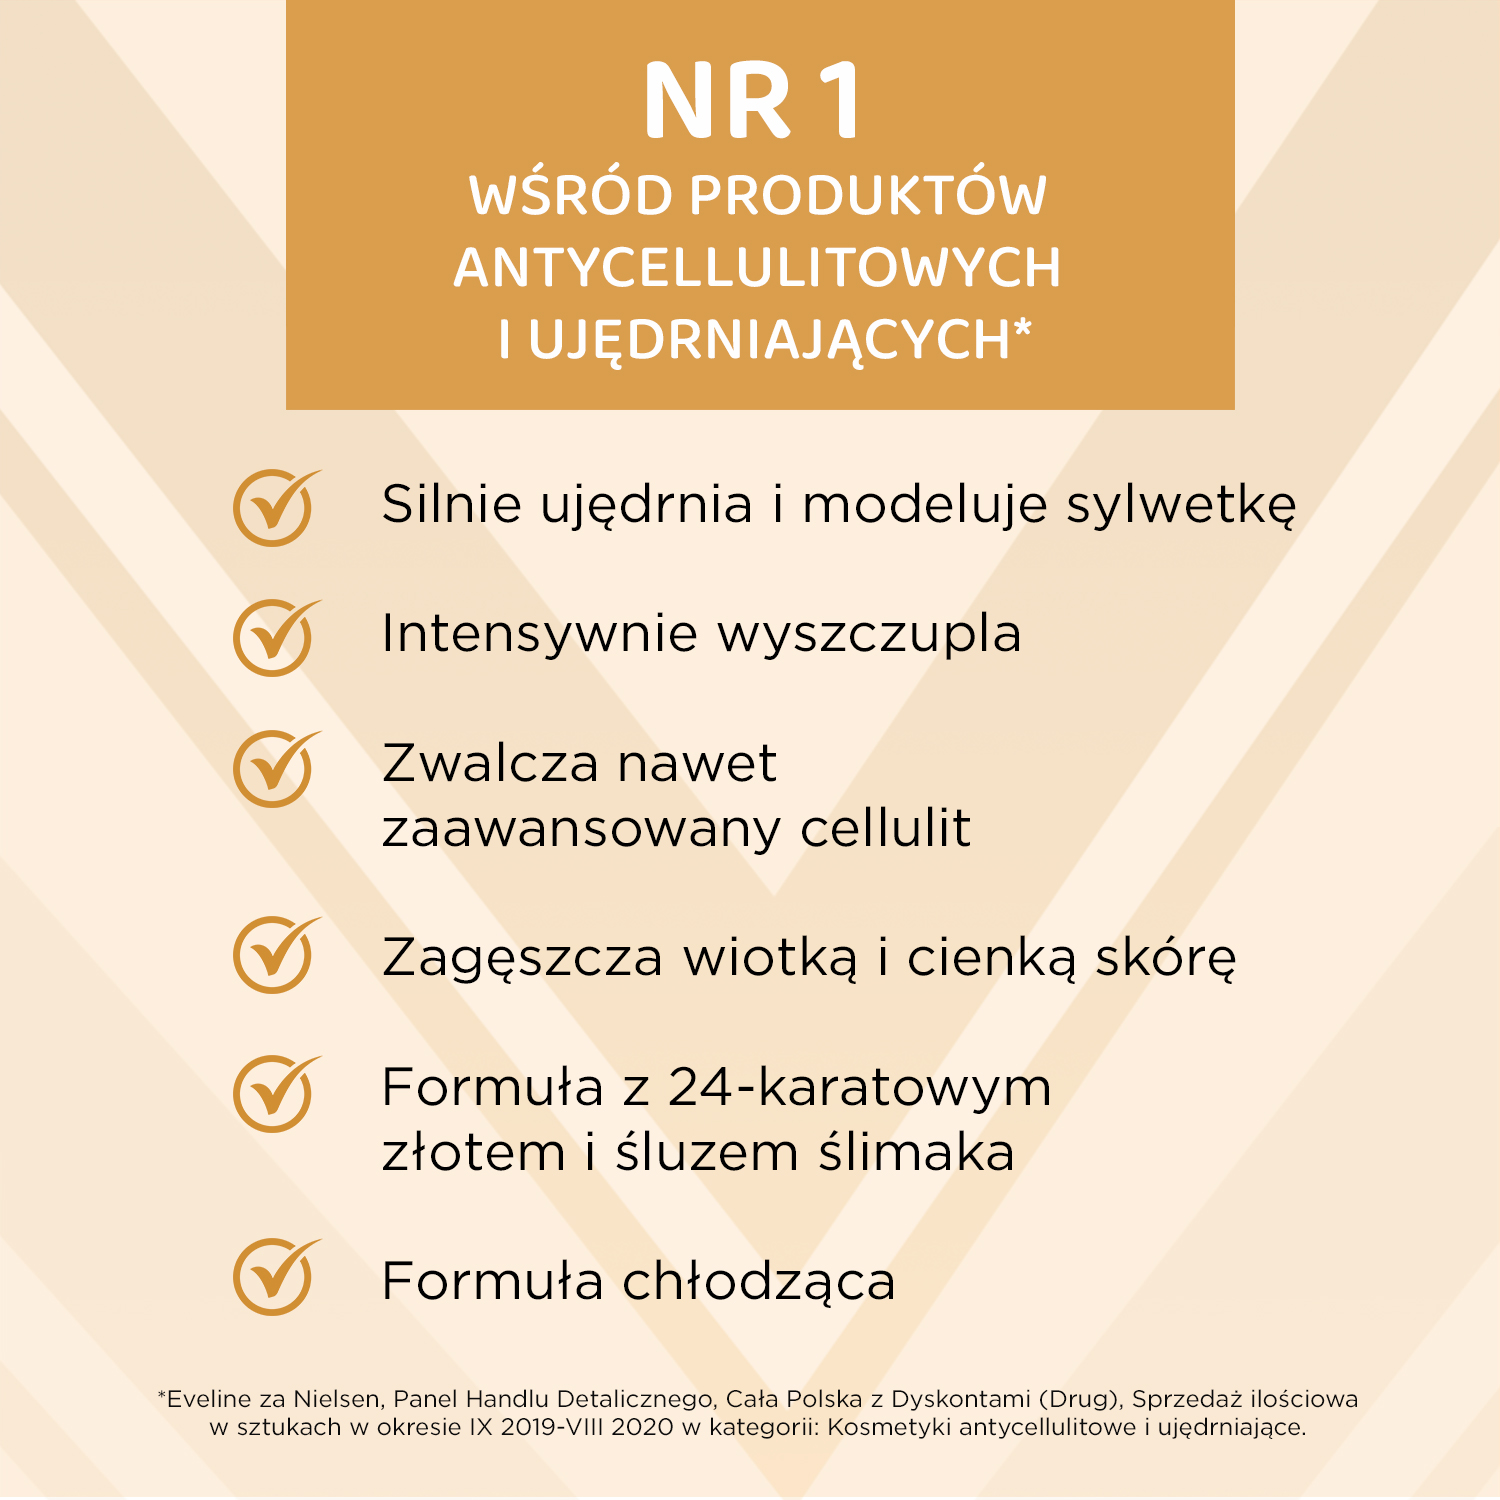 NR 1
WŚRÓD PRODUKTÓW
ANTYCELLULITOWYCH
I UJĘDRNIAJĄCYCH*
Silnie ujędrnia i modeluje sylwetkę
Intensywnie wyszczupla
Zwalcza nawet
zaawansowany cellulit
Zagęszcza wiotką i cienką skórę
Formuła z 24-karatowym
złotem i śluzem ślimaka
Formuła chłodząca
*Eveline za Nielsen, Panel Handlu Detalicznego, Cała Polska z Dyskontami (Drug), Sprzedaż ilościowa
w sztukach w okresie IX 2019-VIII 2020 w kategorii: Kosmetyki antycellulitowe i ujędrniające.